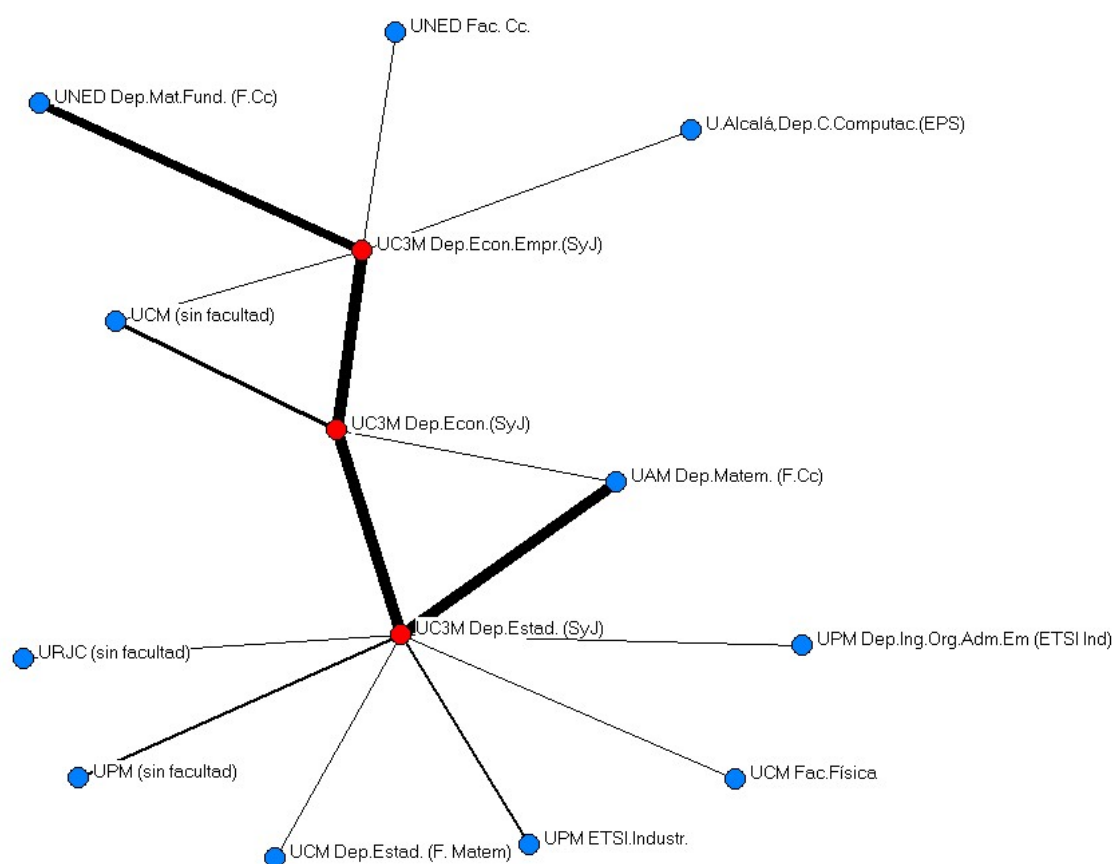 UNED Fac. Cc.
UNED Dep.Mat.Fund. (F.Cc)
U.Alcalá,Dep.C.Computac.(EPS)
UC3M Dep.Econ.Empr.(SyJ)
UCM (sin facultad)
UC3M Dep.Econ.(SyJ)
UAM Dep.Matem. (F.Cc)
UC3M Dep.Estad. (SyJ)
UPM Dep.Ing.Org.Adm.Em (ETSI Ind)
URJC (sin facultad)
UPM (sin facultad)
UCM Fac.Física
UPM ETSI.Industr.
UCM Dep.Estad. (F. Matem)